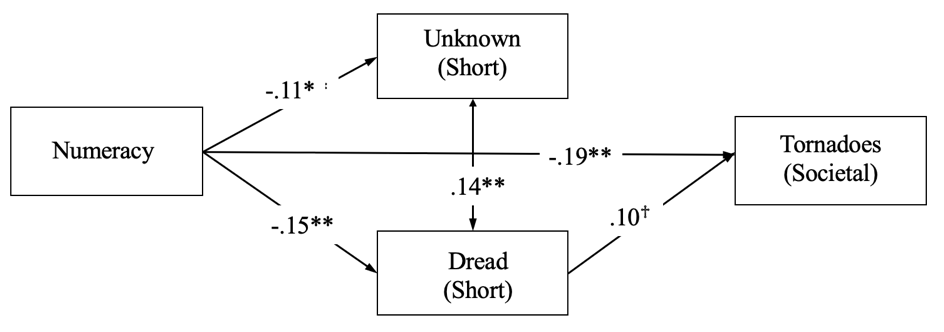 Unknown
(Short)
-.11*
Numeracy
Tornadoes
(Societal)
-.19**
.14**
-.15**
.10†
Dread
(Short)